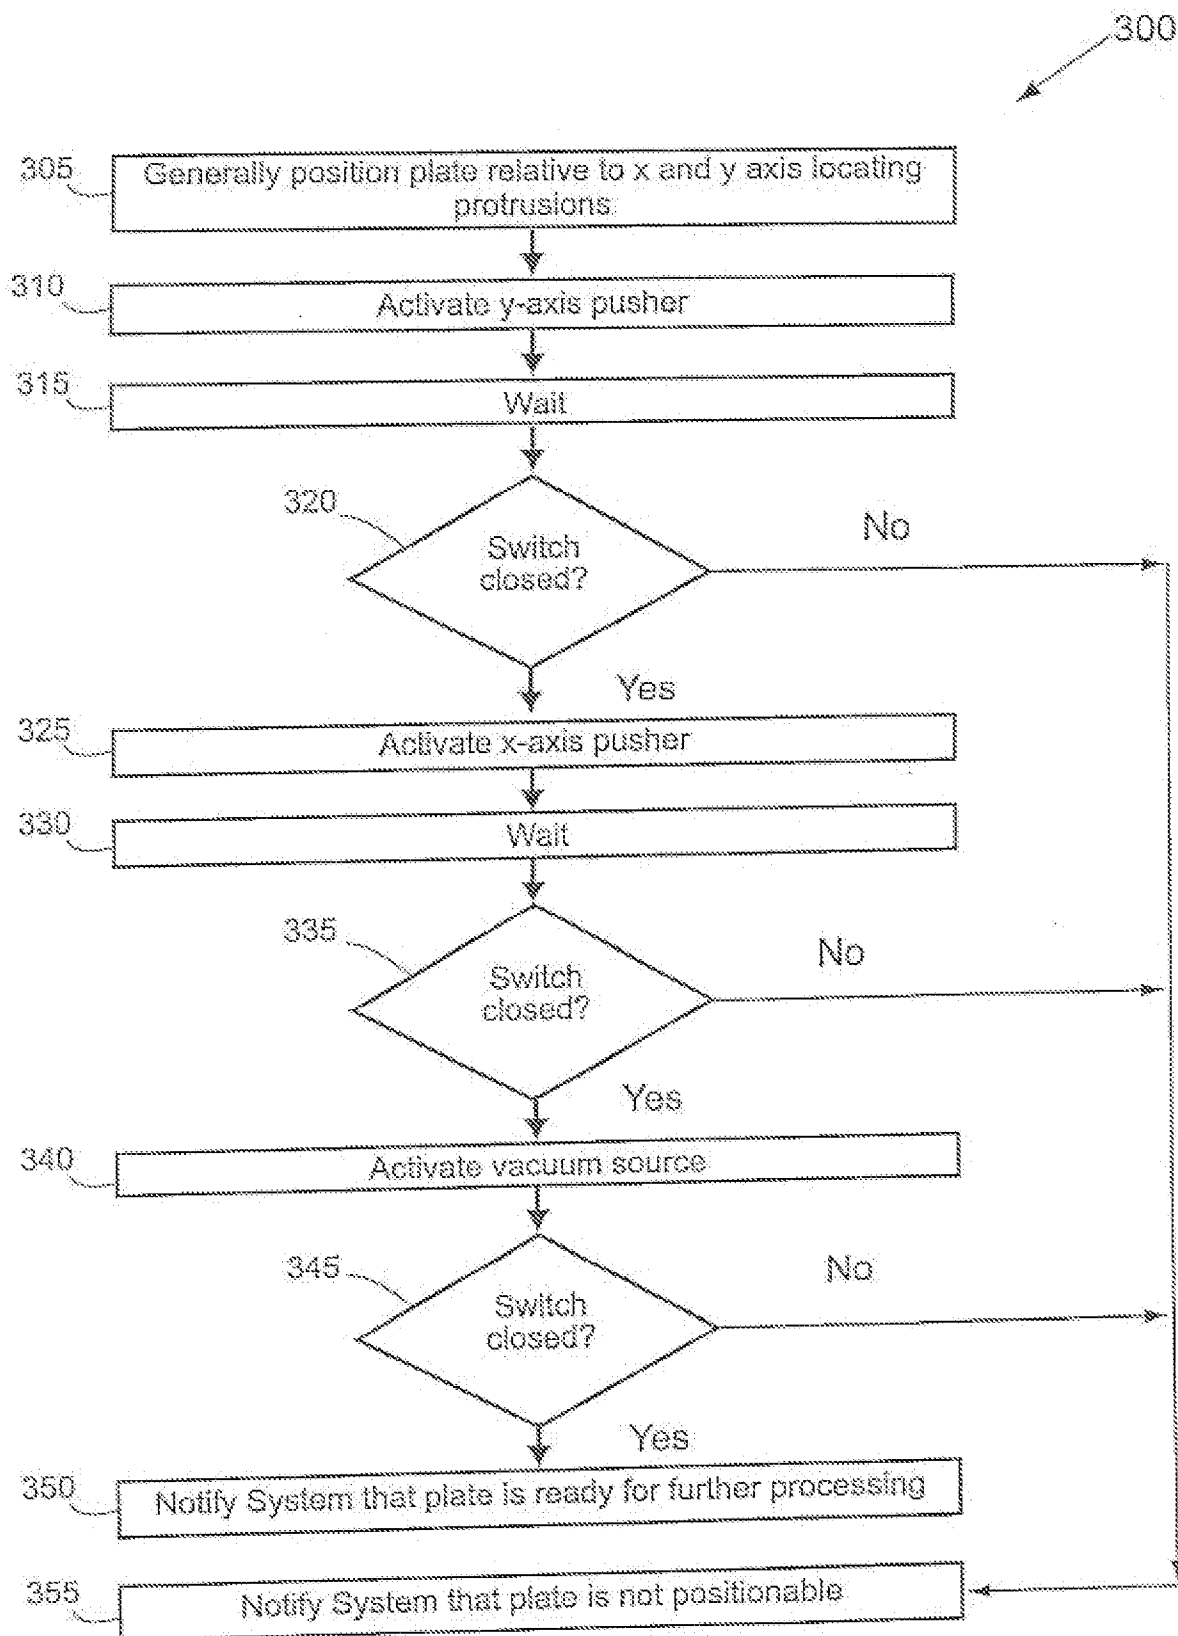 300
305
Generally position plate relative to x and y axis locating
protrusions
310
Activate y-axis pusher
315
Wait
320
Switch
closed?
No
Yes
325
Activate x-axis pusher
330
Wait
335
Switch
closed?
No
Yes
340
Activate vacuum source
345
Switch
closed?
No
Yes
350
Notify System that plate is ready for further processing
355
Notify System that plate is not positionable